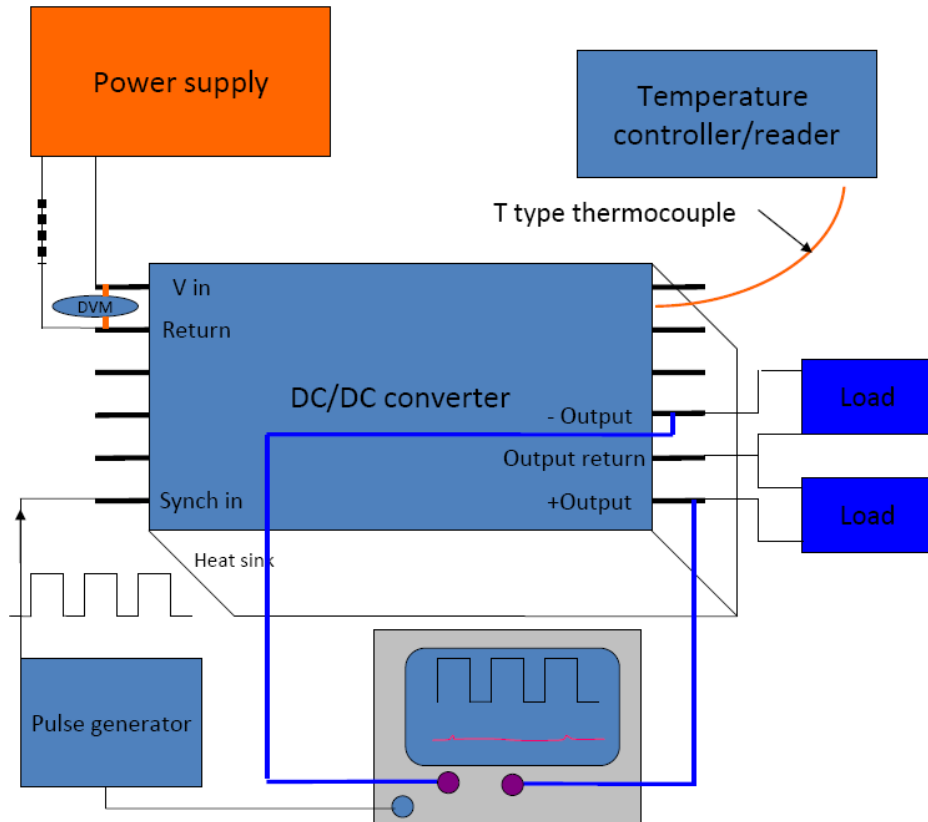 Power supply
Temperature
controller/reader
T type thermocouple
V in
DVM
Return
DC/DC converter
- Output
Load
Output return
Synch in
+Output
Load
Heat sink
Pulse generator